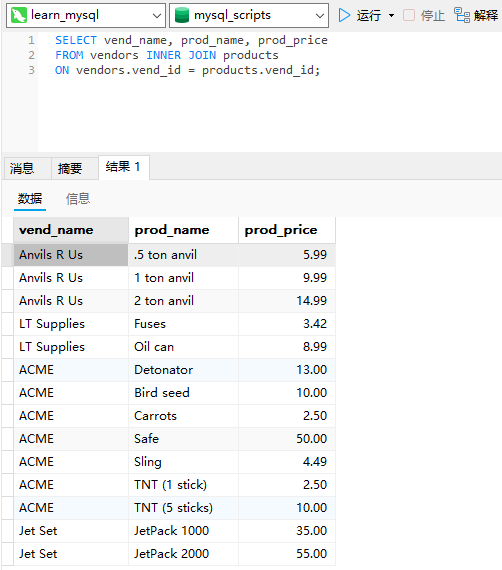 learn_mysql mysql_scripts 运行 停止 解释
1 SELECT vend_name, prod_name, prod_price
2 FROM vendors INNER JOIN products
3 ON vendors.vend_id = products.vend_id;
消息 摘要 结果 1
数据 信息
vend_name prod_name prod_price
Anvils R Us .5 ton anvil 5.99
Anvils R Us 1 ton anvil 9.99
Anvils R Us 2 ton anvil 14.99
LT Supplies Fuses 3.42
LT Supplies Oil can 8.99
ACME Detonator 13.00
ACME Bird seed 10.00
ACME Carrots 2.50
ACME Safe 50.00
ACME Sling 4.49
ACME TNT (1 stick) 2.50
ACME TNT (5 sticks) 10.00
Jet Set JetPack 1000 35.00
Jet Set JetPack 2000 55.00